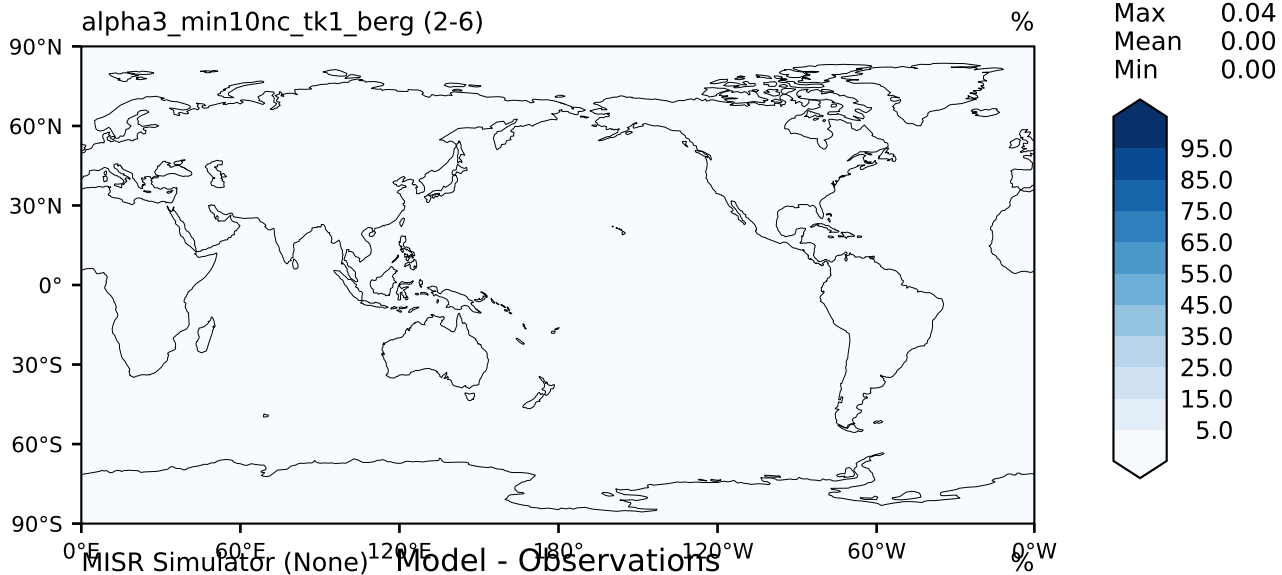 alpha3_min10nc_tk1_berg (2-6) %
Max 0.04
Mean 0.00
Min 0.00
90°N
60°N
30°N
0°
30°S
60°S
90°S
95.0
85.0
75.0
65.0
55.0
45.0
35.0
25.0
15.0
5.0
0°E 60°E 120°E 180° 120°W 60°W 0°W
MISR Simulator (None) Model - Observations %